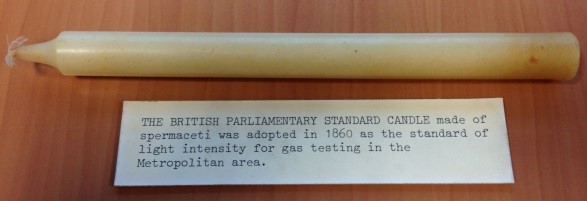 THE BRITISH PARLIAMENTARY STANDARD CANDLE made of
spermaceti was adopted in 1860 as the standard of
light intensity for gas testing in the
Metropolitan area.